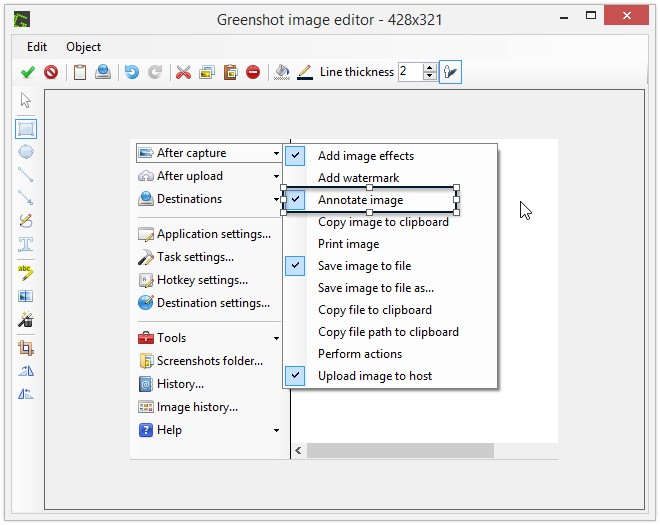 Greenshot image editor - 428x321
Edit Object
Line thickness 2
After capture
After upload
Destinations
Application settings...
Task settings...
Hotkey settings...
Destination settings...
Tools
Screenshots folder...
History...
Image history...
Help
Add image effects
Add watermark
Annotate image
Copy image to clipboard
Print image
Save image to file
Save image to file as...
Copy file to clipboard
Copy file path to clipboard
Perform actions
Upload image to host